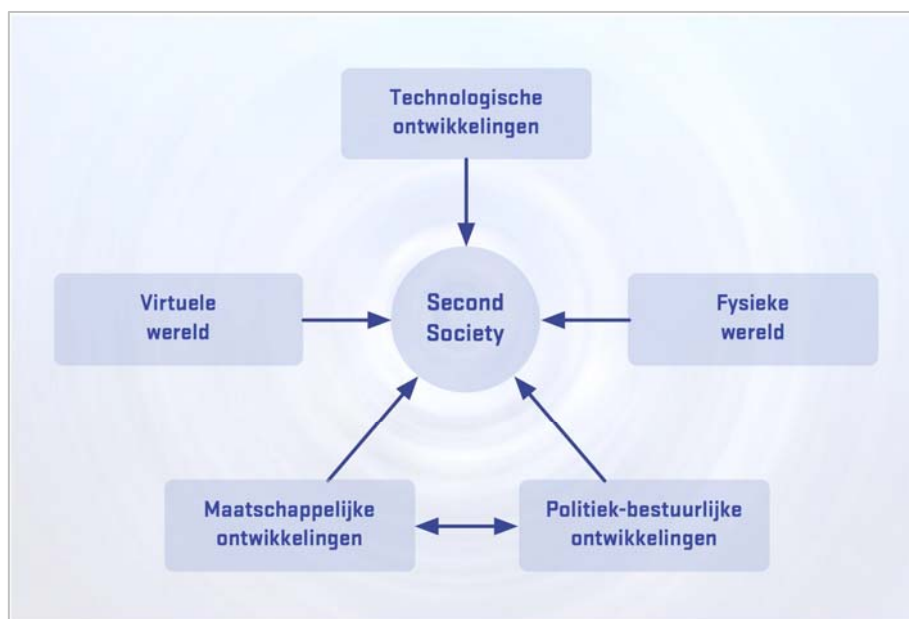 Technologische
ontwikkelingen
Virtuele
wereld
Second
Society
Fysieke
wereld
Maatschappelijke
ontwikkelingen
Politiek-bestuurlijke
ontwikkelingen